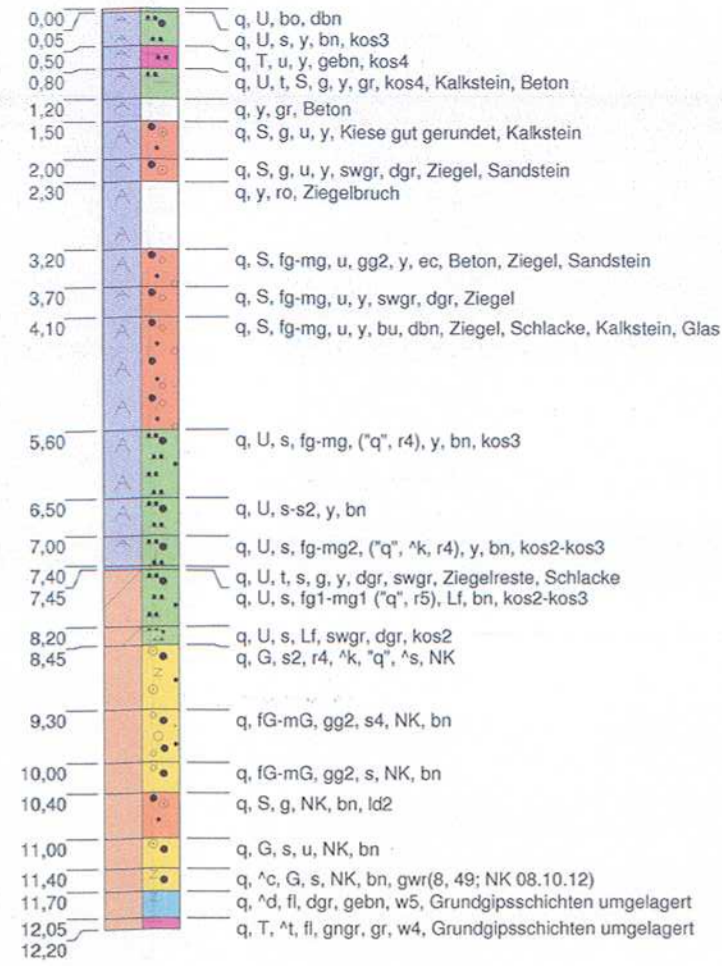 0,00 q, U, bo, dbn
0,05 q, U, s, y, bn, kos3
0,50 q, T, u, y, gebn, kos4
0,80 q, U, t, S, g, y, gr, kos4, Kalkstein, Beton
1,20 q, y, gr, Beton
1,50 q, S, g, u, y, Kiese gut gerundet, Kalkstein
2,00 q, S, g, u, y, swgr, dgr, Ziegel, Sandstein
2,30 q, y, ro, Ziegelbruch
3,20 q, S, fg-mg, u, gg2, y, ec, Beton, Ziegel, Sandstein
3,70 q, S, fg-mg, u, y, swgr, dgr, Ziegel
4,10 q, S, fg-mg, u, y, bu, dbn, Ziegel, Schlacke, Kalkstein, Glas
5,60 q, U, s, fg-mg, ("q", r4), y, bn, kos3
6,50 q, U, s-s2, y, bn
7,00 q, U, s, fg-mg2, ("q", ^k, r4), y, bn, kos2-kos3
7,40 q, U, t, s, g, y, dgr, swgr, Ziegelreste, Schlacke
7,45 q, U, s, fg1-mg1 ("q", r5), Lf, bn, kos2-kos3
8,20 q, U, s, Lf, swgr, dgr, kos2
8,45 q, G, s2, r4, ^k, "q", ^s, NK
9,30 q, fG-mG, gg2, s4, NK, bn
10,00 q, fG-mG, gg2, s, NK, bn
10,40 q, S, g, NK, bn, ld2
11,00 q, G, s, u, NK, bn
11,40 q, ^c, G, s, NK, bn, gwr(8, 49; NK 08.10.12)
11,70 q, ^d, fl, dgr, gebn, w5, Grundgipsschichten umgelagert
12,05 q, T, ^t, fl, gngr, gr, w4, Grundgipsschichten umgelagert
12,20